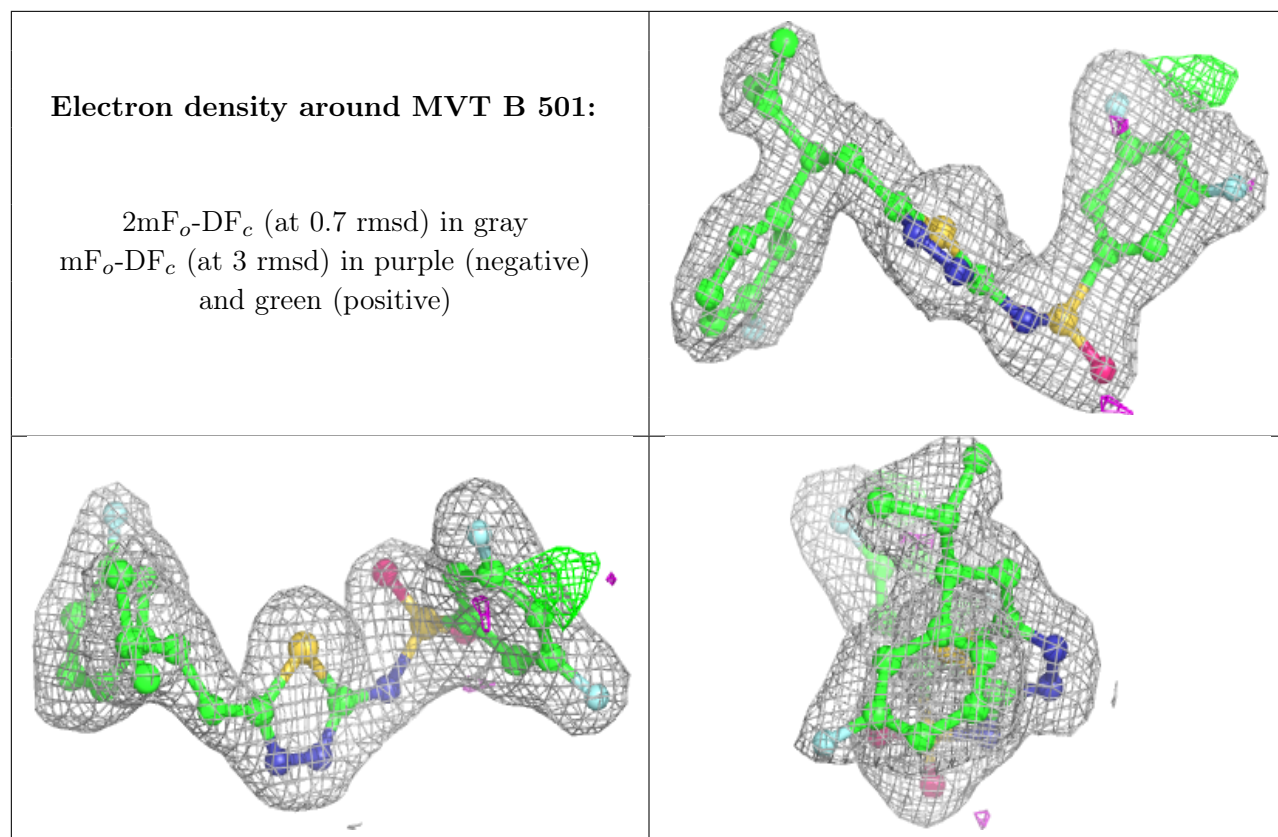 Electron density around MVT B 501:
2mFo-DFc (at 0.7 rmsd) in gray
mFo-DFc (at 3 rmsd) in purple (negative)
and green (positive)